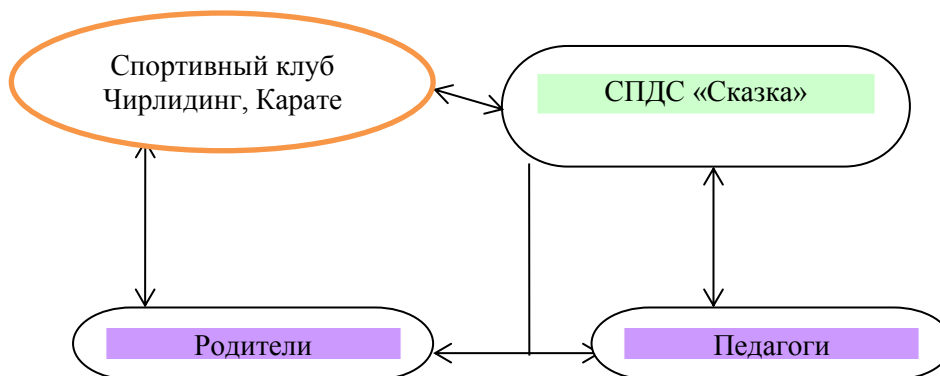 Спортивный клуб
Чирлидинг, Карате
СПДС «Сказка»
Родители
Педагоги